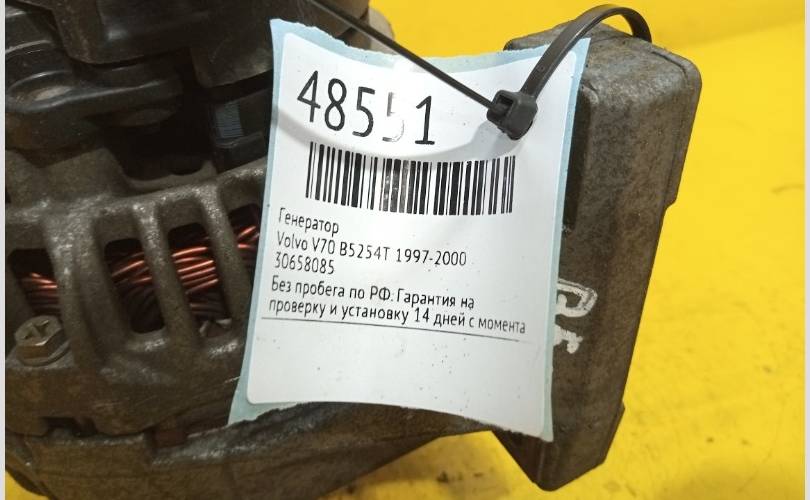 48551
Генератор
Volvo V70 B5254T 1997-2000
30658085
Без пробега по РФ. Гарантия на
проверку и установку 14 дней с момента